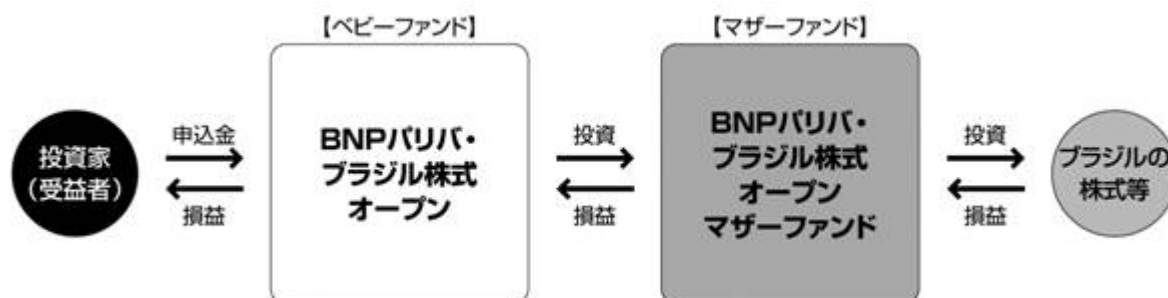 【ベビーファンド】
【マザーファンド】
投資家
（受益者）
申込金
損益
BNPパリバ・
ブラジル株式
オープン
投資
損益
BNPパリバ・
ブラジル株式
オープン
マザーファンド
投資
損益
ブラジルの
株式等